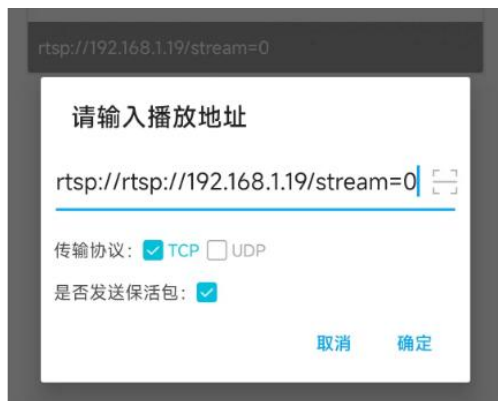 rtsp://192.168.1.19/stream=0
请输入播放地址
rtsp://rtsp://192.168.1.19/stream=0
传输协议： TCP UDP
是否发送保活包：
取消 确定